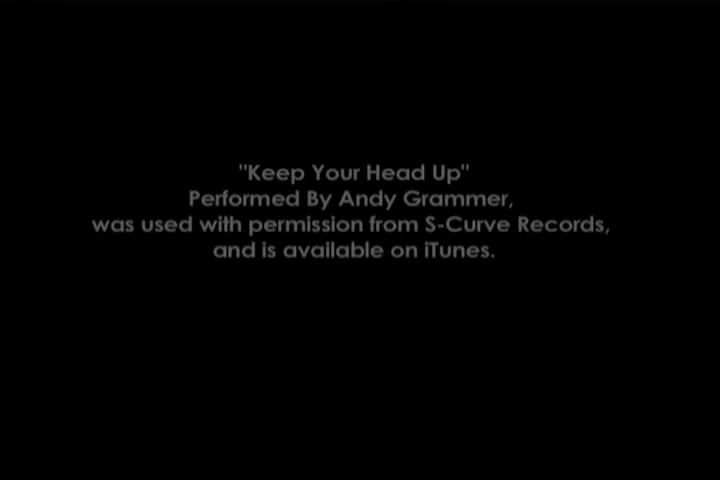 "Keep Your Head Up"
Performed By Andy Grammer,
was used with permission from S-Curve Records,
and is available on iTunes.